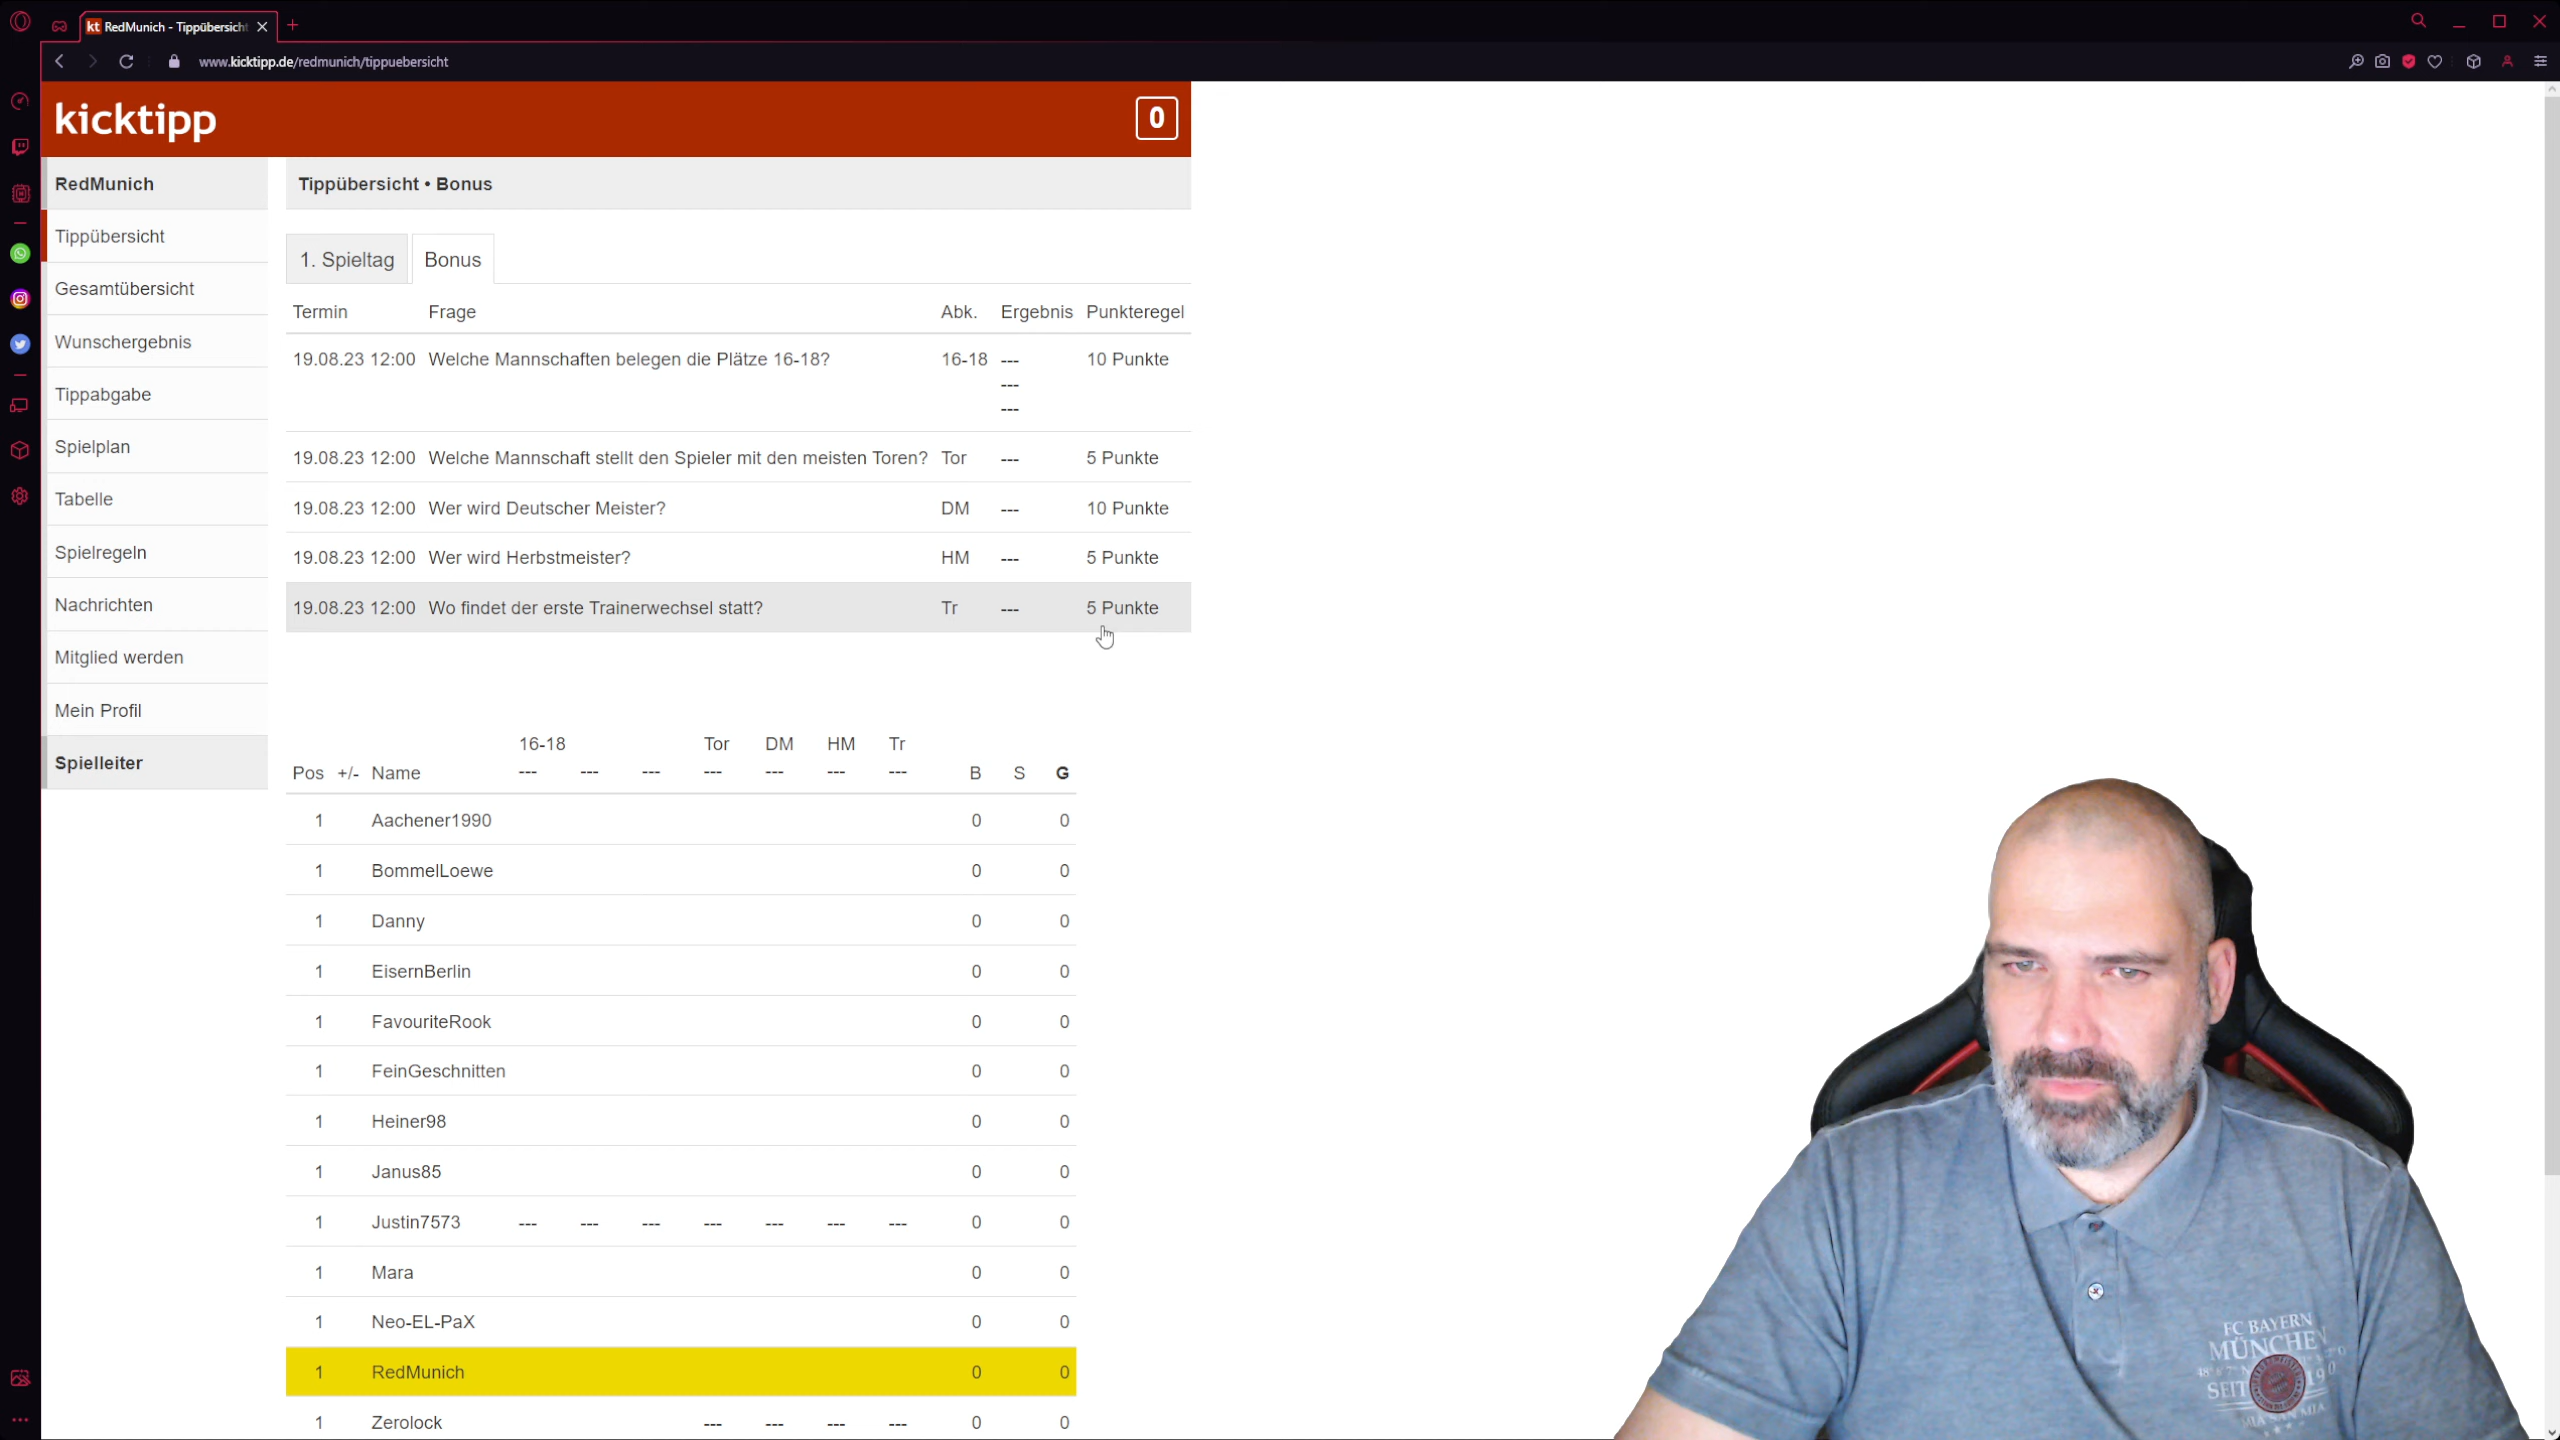 kt RedMunich - Tippübersicht
www.kicktipp.de/redmunich/tippuebersicht
kicktipp
0
RedMunich
Tippübersicht
Gesamtübersicht
Wunschergebnis
Tippabgabe
Spielplan
Tabelle
Spielregeln
Nachrichten
Mitglied werden
Mein Profil
Spielleiter
Tippübersicht • Bonus
1. Spieltag Bonus
Termin Frage Abk. Ergebnis Punkteregel
19.08.23 12:00 Welche Mannschaften belegen die Plätze 16-18? 16-18 --- 10 Punkte
---
---
19.08.23 12:00 Welche Mannschaft stellt den Spieler mit den meisten Toren? Tor --- 5 Punkte
19.08.23 12:00 Wer wird Deutscher Meister? DM --- 10 Punkte
19.08.23 12:00 Wer wird Herbstmeister? HM --- 5 Punkte
19.08.23 12:00 Wo findet der erste Trainerwechsel statt? Tr --- 5 Punkte
16-18 Tor DM HM Tr
Pos +/- Name --- --- --- --- --- --- --- B S G
1 Aachener1990 0 0
1 BommelLoewe 0 0
1 Danny 0 0
1 EisernBerlin 0 0
1 FavouriteRook 0 0
1 FeinGeschnitten 0 0
1 Heiner98 0 0
1 Janus85 0 0
1 Justin7573 --- --- --- --- --- --- --- 0 0
1 Mara 0 0
1 Neo-EL-PaX 0 0
1 RedMunich 0 0
1 Zerolock --- --- --- --- 0 0
FC BAYERN
MÜNCHEN
SEIT 190
MIA SAN MIA